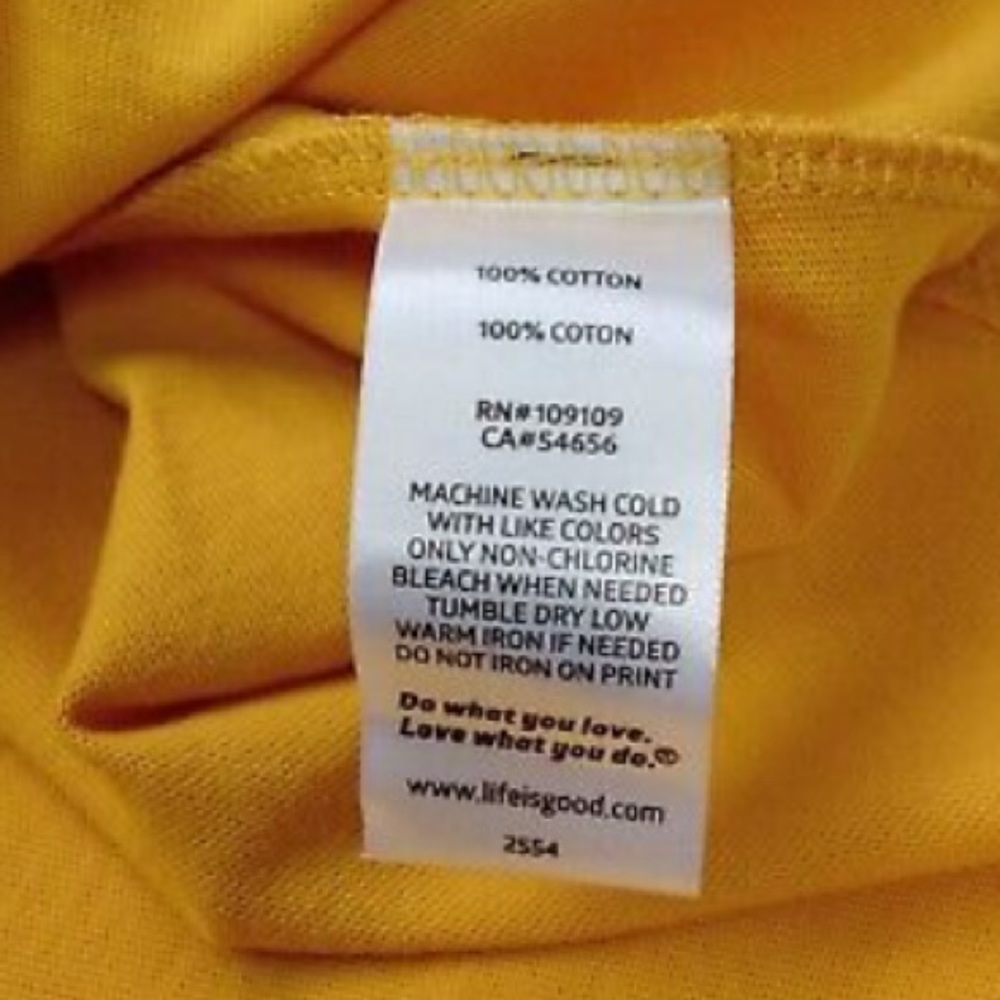 100% COTTON
100% COTON
RN#109109
CA#54656
MACHINE WASH COLD
WITH LIKE COLORS
ONLY NON-CHLORINE
BLEACH WHEN NEEDED
TUMBLE DRY LOW
WARM IRON IF NEEDED
DO NOT IRON ON PRINT
Do what you love.
Love what you do.®
www.lifeisgood.com
2554